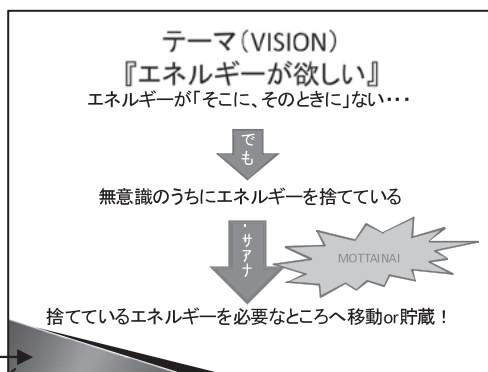 テーマ（VISION）
『エネルギーが欲しい』
エネルギーが「そこに、そのときに」ない・・・
でも
無意識のうちにエネルギーを捨てている
・サアナ
MOTTAINAI
捨てているエネルギーを必要なところへ移動or貯蔵！